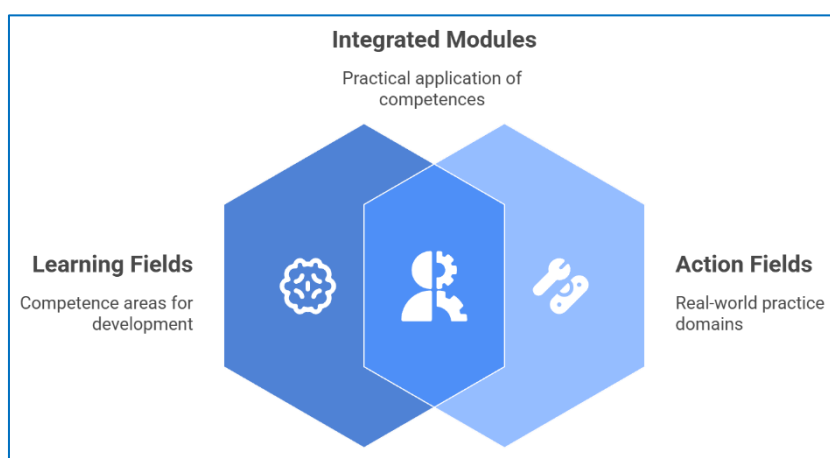 Integrated Modules
Practical application of
competences
Learning Fields
Competence areas for
development
Action Fields
Real-world practice
domains